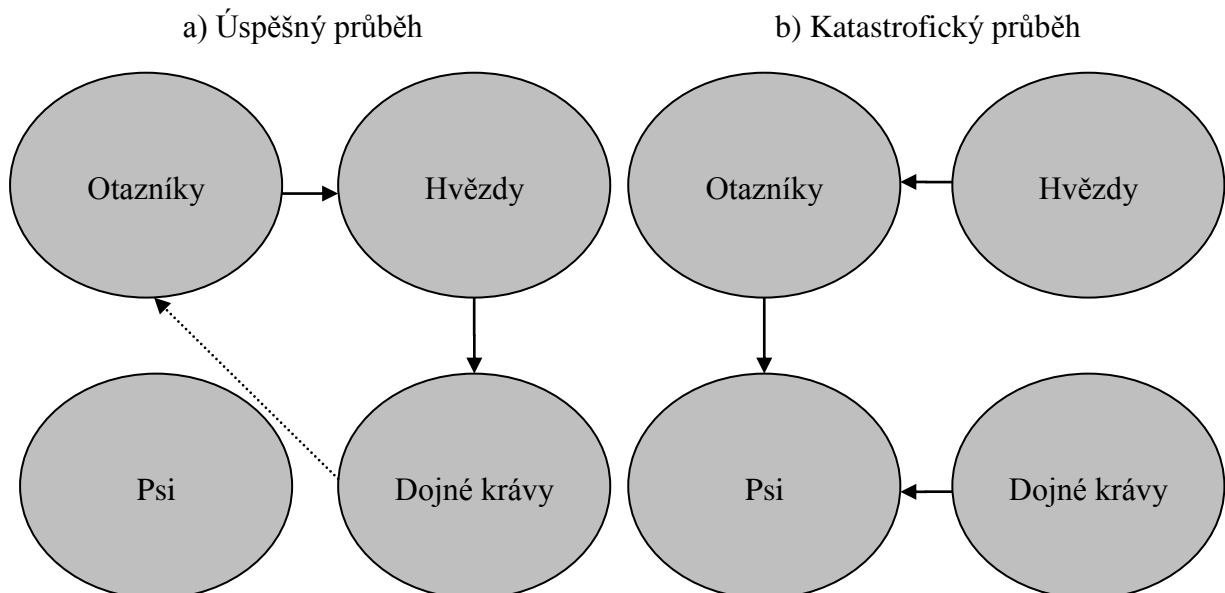 a) Úspěšný průběh
Otazníky
Hvězdy
Psi
Dojné krávy
b) Katastrofický průběh
Otazníky
Hvězdy
Psi
Dojné krávy